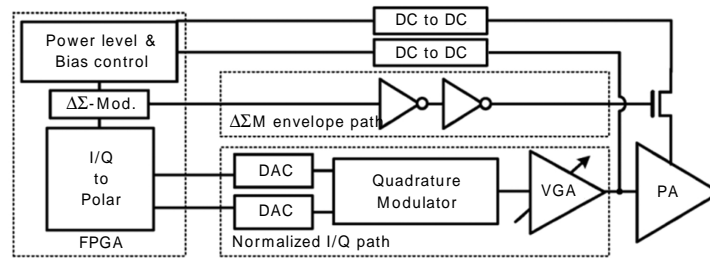 DC to DC
Power level &
Bias control
DC to DC
ΔΣ-Mod.
ΔΣM envelope path
I/Q
to
Polar
DAC
Quadrature
Modulator
VGA
PA
DAC
FPGA
Normalized I/Q path